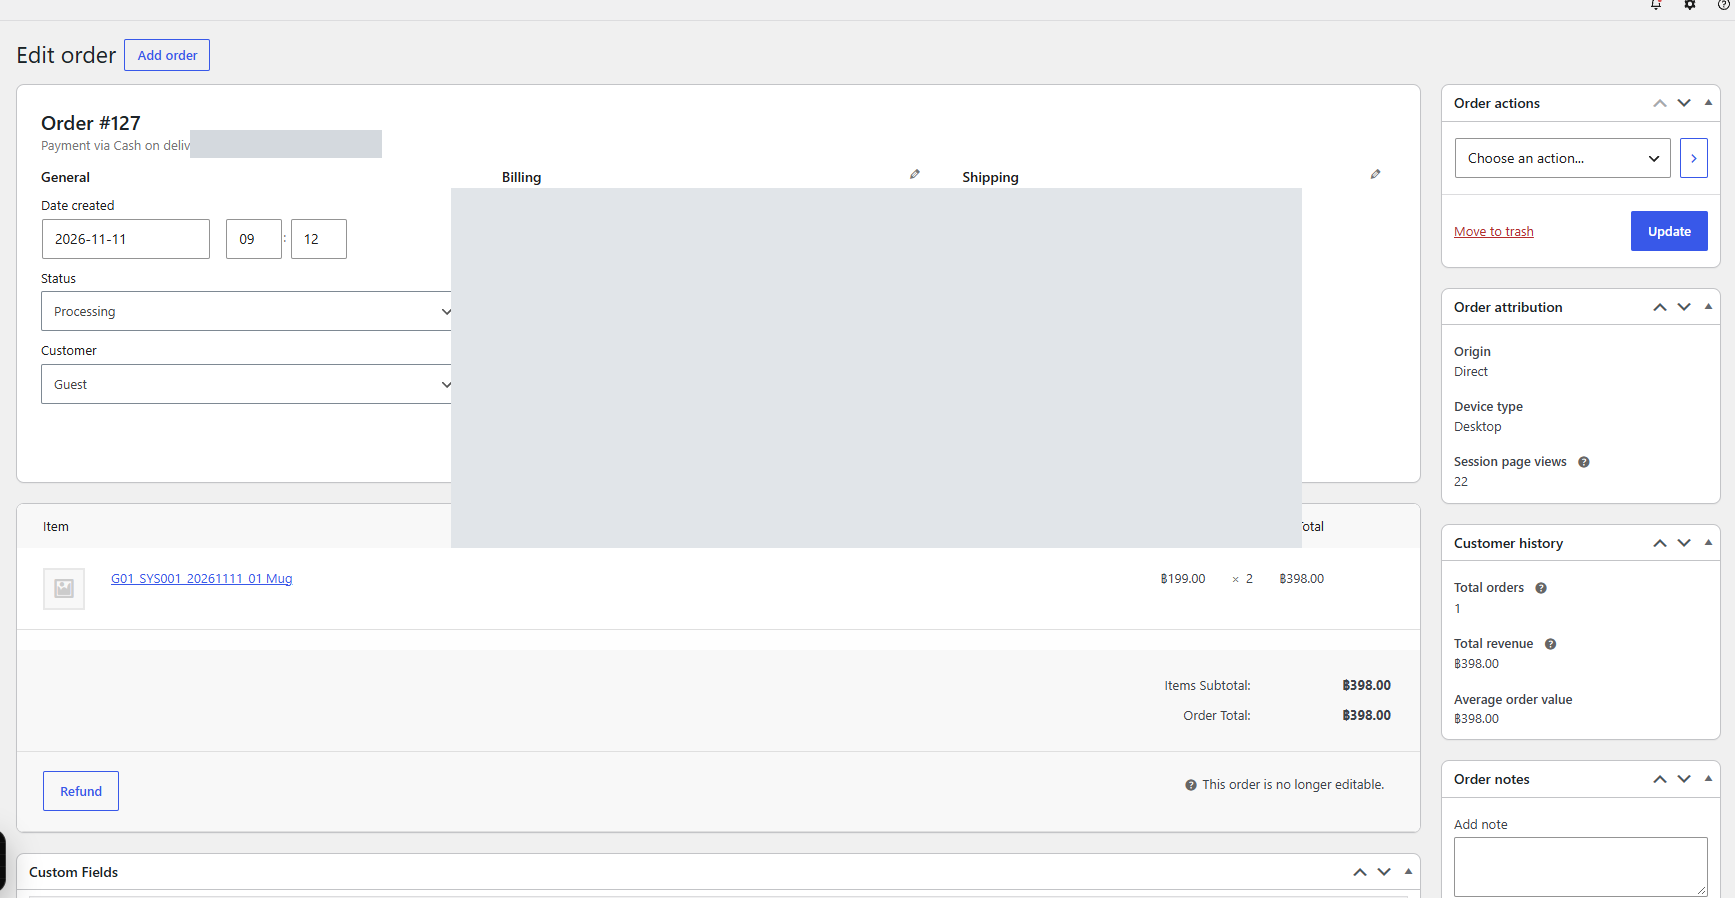 Edit order
Add order
Order #127
Payment via Cash on deliv
General
Date created
2026-11-11
09
:
12
Status
Processing
Customer
Guest
Billing
Shipping
Item
Total
G01_SYS001_20261111_01 Mug
฿199.00
× 2
฿398.00
Items Subtotal:
฿398.00
Order Total:
฿398.00
Refund
This order is no longer editable.
Custom Fields
Order actions
Choose an action...
Move to trash
Update
Order attribution
Origin
Direct
Device type
Desktop
Session page views
22
Customer history
Total orders
1
Total revenue
฿398.00
Average order value
฿398.00
Order notes
Add note